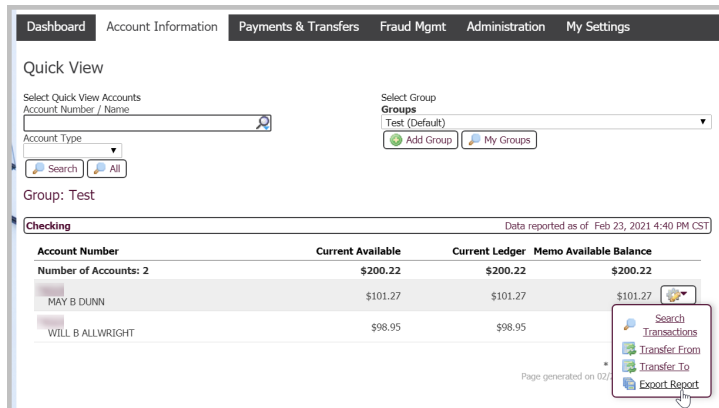 Dashboard Account Information Payments & Transfers Fraud Mgmt Administration My Settings
Quick View
Select Quick View Accounts
Account Number / Name
Account Type
Search All
Select Group
Groups
Test (Default)
Add Group My Groups
Group: Test
Checking Data reported as of Feb 23, 2021 4:40 PM CST
Account Number Current Available Current Ledger Memo Available Balance
Number of Accounts: 2 $200.22 $200.22 $200.22
MAY B DUNN $101.27 $101.27 $101.27
WILL B ALLWRIGHT $98.95 $98.95
Search
Transactions
Transfer From
Transfer To
Export Report
*
Page generated on 02/